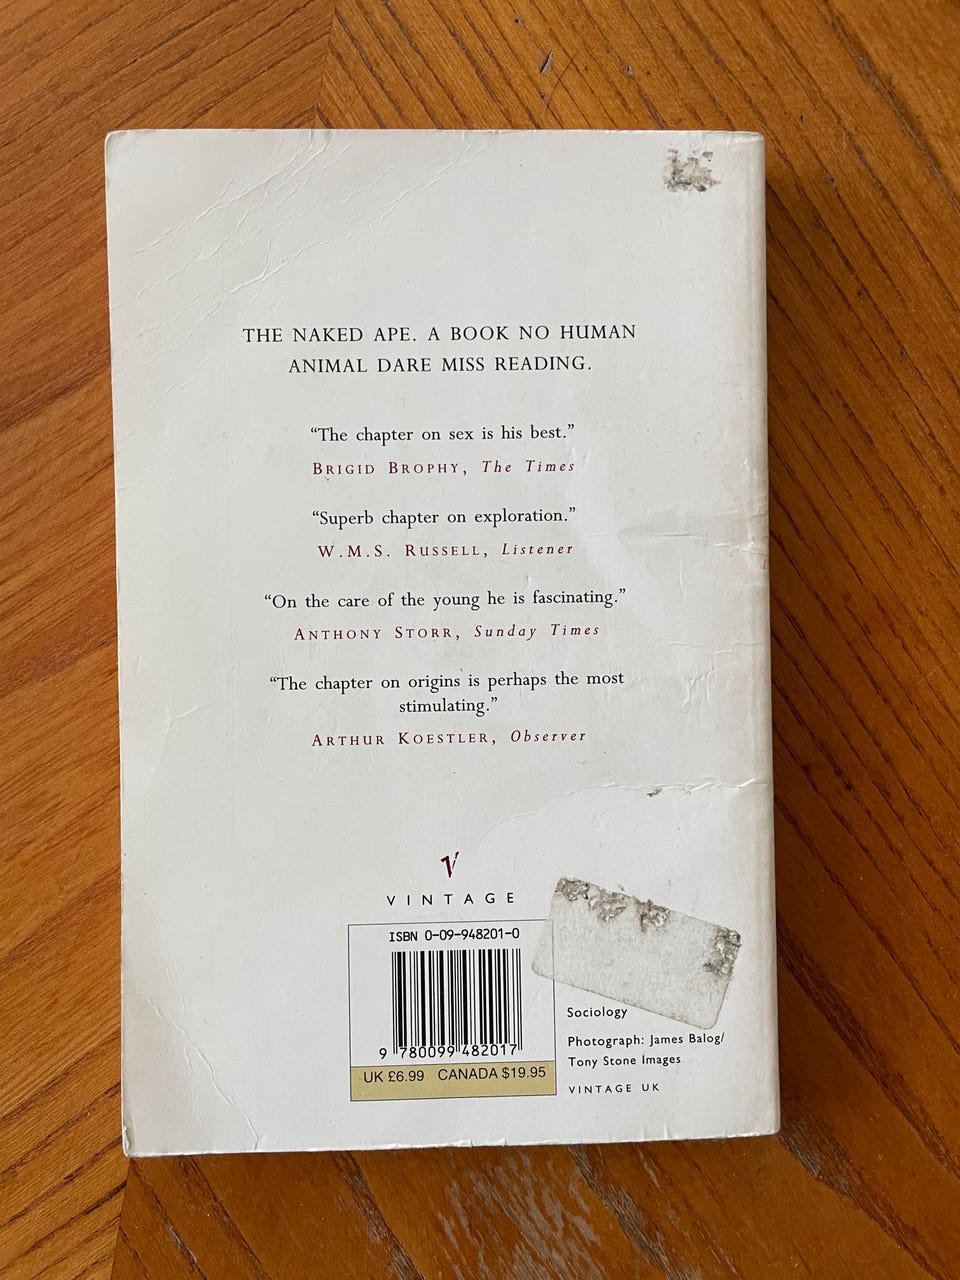 THE NAKED APE. A BOOK NO HUMAN
ANIMAL DARE MISS READING.
“The chapter on sex is his best.”
BRIGID BROPHY, The Times
“Superb chapter on exploration.”
W.M.S. RUSSELL, Listener
“On the care of the young he is fascinating.”
ANTHONY STORR, Sunday Times
“The chapter on origins is perhaps the most
stimulating.”
ARTHUR KOESTLER, Observer
VINTAGE
ISBN 0-09-948201-0
9 780099 482017
UK £6.99 CANADA $19.95
Sociology
Photograph: James Balog/
Tony Stone Images
VINTAGE UK